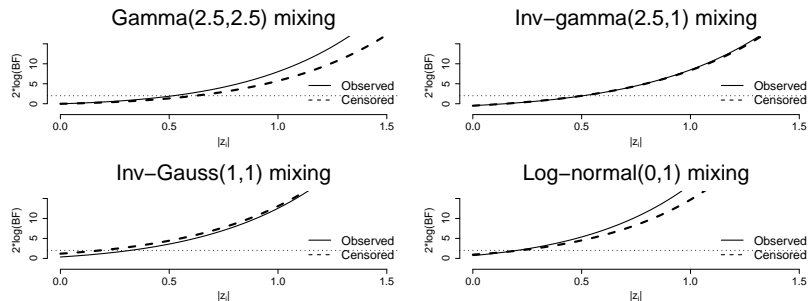 Gamma(2.5,2.5) mixing
2*log(BF)
0 5 10
Observed
Censored
0.0 0.5 1.0 1.5
|zᵢ|
Inv−gamma(2.5,1) mixing
2*log(BF)
0 5 10
Observed
Censored
0.0 0.5 1.0 1.5
|zᵢ|
Inv−Gauss(1,1) mixing
2*log(BF)
0 5 10
Observed
Censored
0.0 0.5 1.0 1.5
|zᵢ|
Log−normal(0,1) mixing
2*log(BF)
0 5 10
Observed
Censored
0.0 0.5 1.0 1.5
|zᵢ|